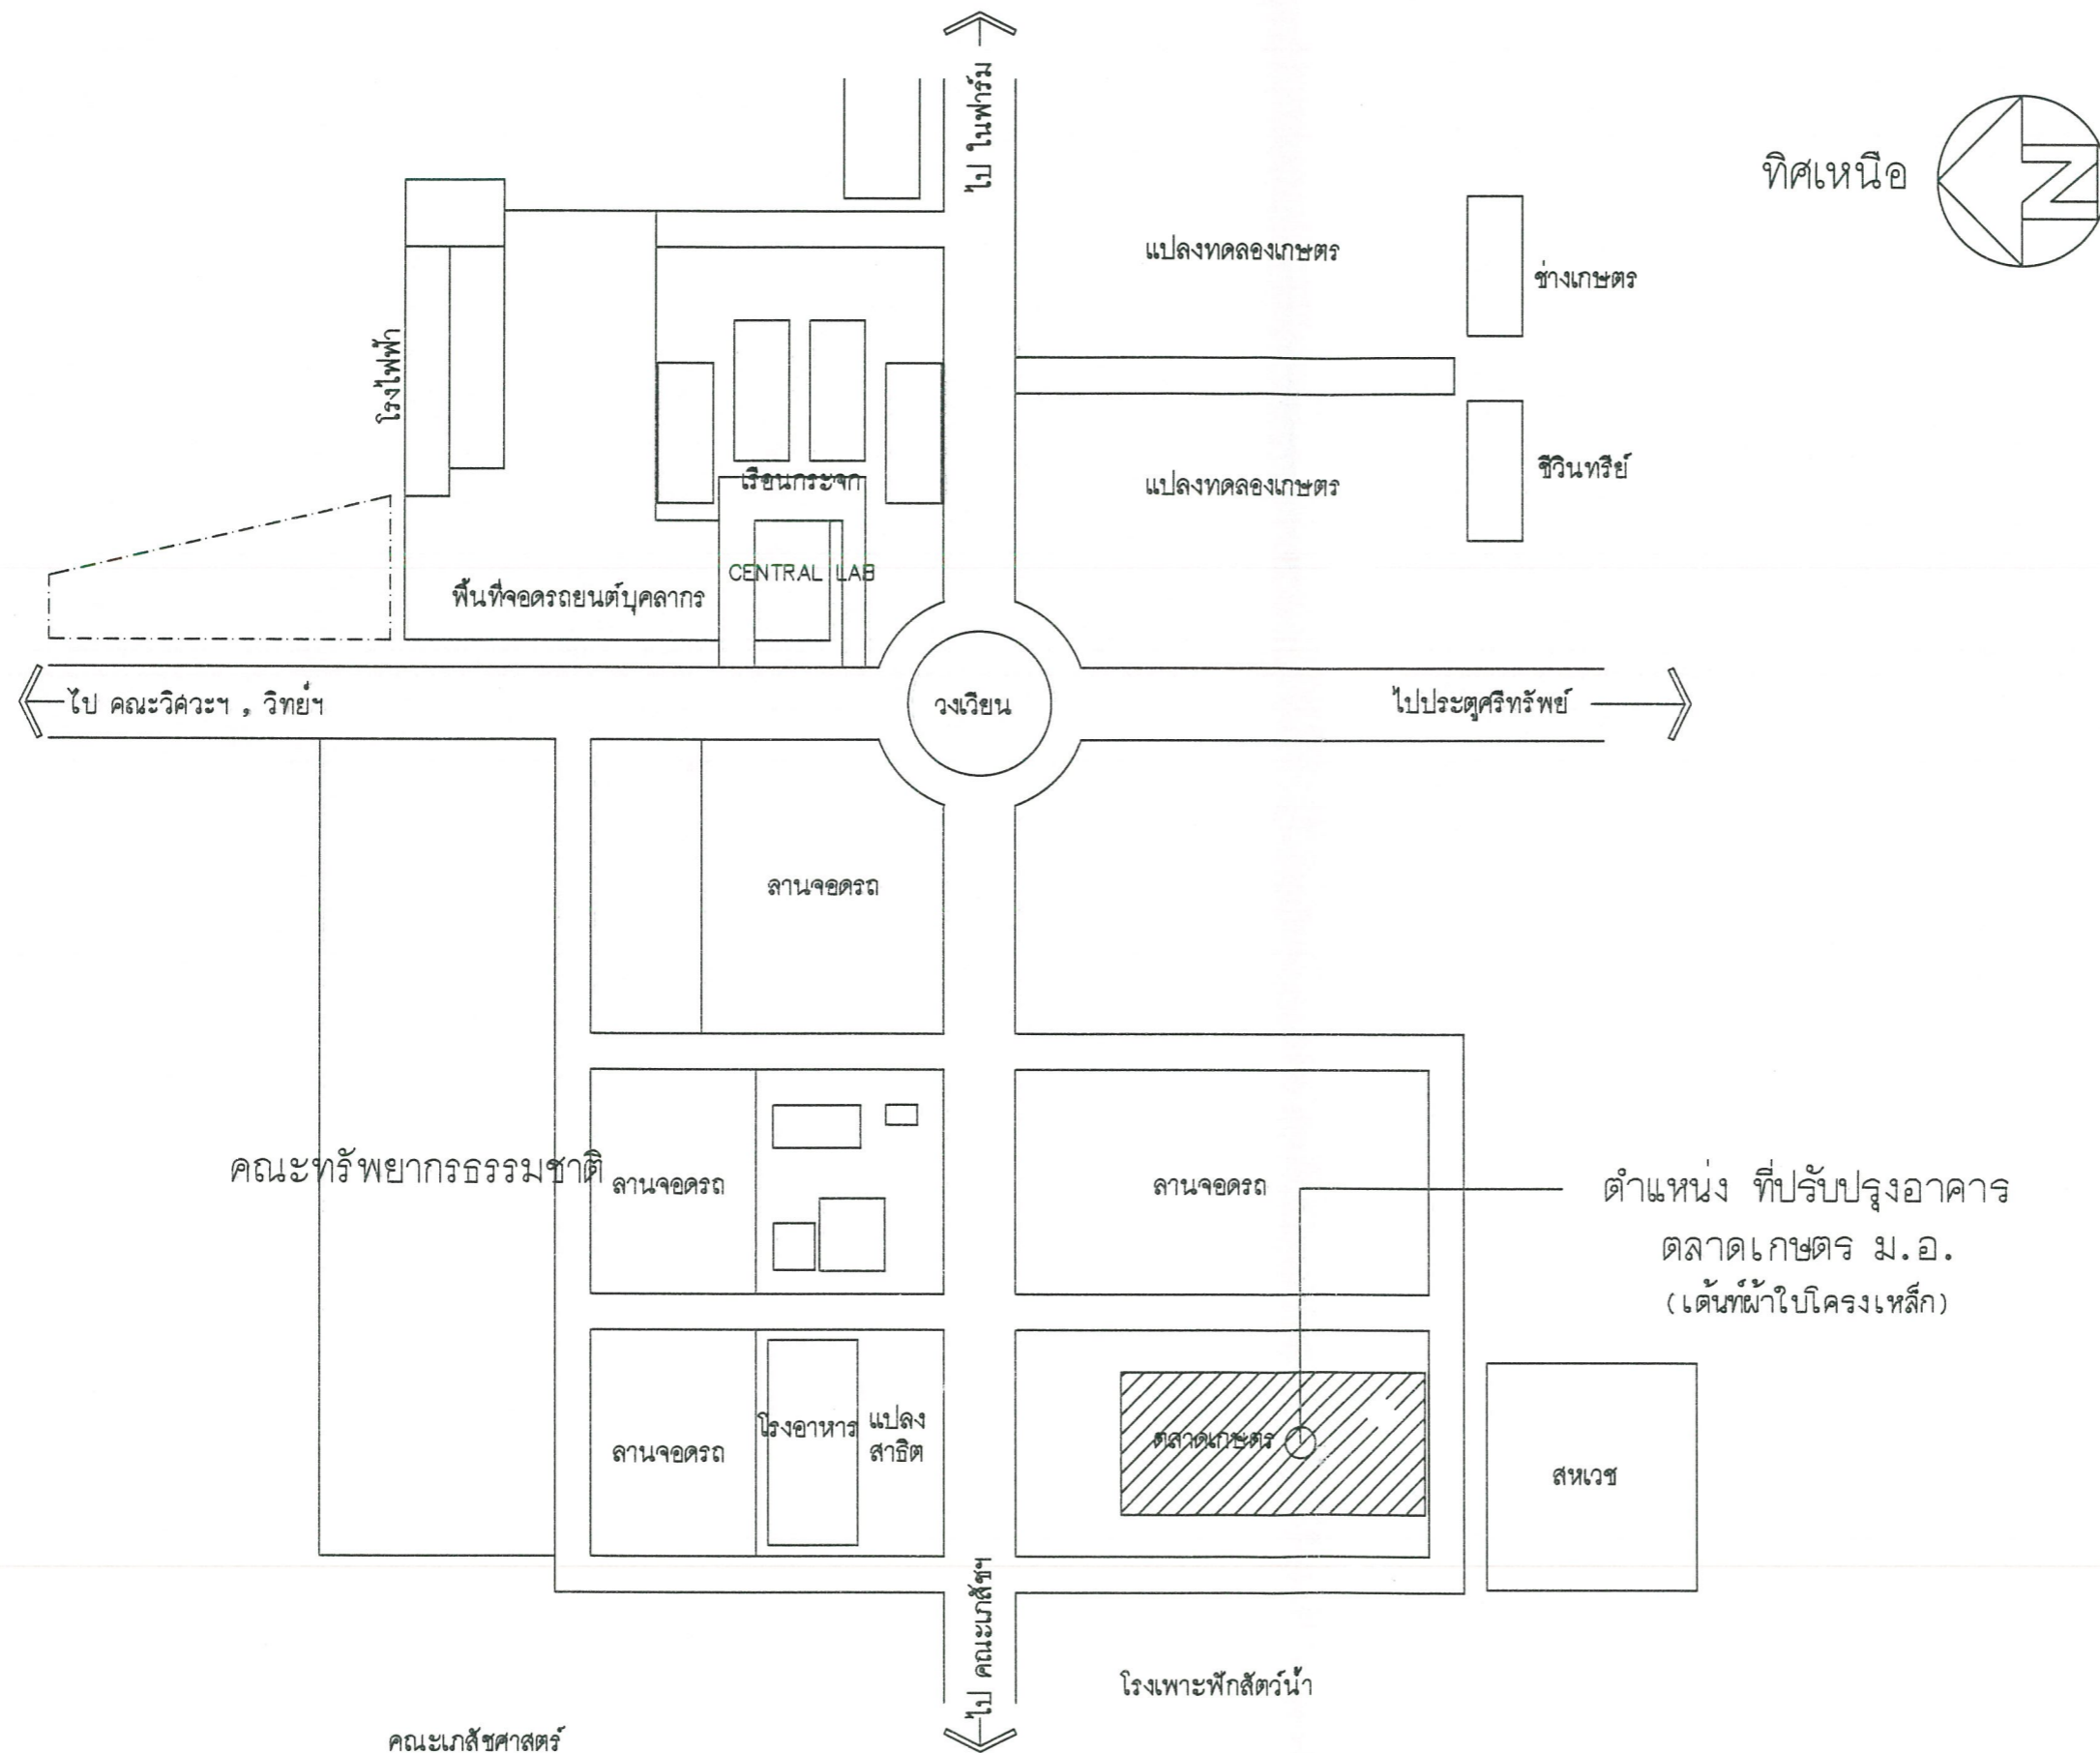 ไป ในฟาร์ม
ทิศเหนือ
N
แปลงทดลองเกษตร
ช่างเกษตร
โรงไฟฟ้า
เรือนกระจก
แปลงทดลองเกษตร
ชีวินทรีย์
CENTRAL LAB
พื้นที่จอดรถยนต์บุคลากร
ไป คณะวิศวะฯ , วิทย์ฯ
วงเวียน
ไปประตูศรีทรัพย์
ลานจอดรถ
คณะทรัพยากรธรรมชาติ
ลานจอดรถ
ลานจอดรถ
ตำแหน่ง ที่ปรับปรุงอาคาร
ตลาดเกษตร ม.อ.
(เต้นท์ผ้าใบโครงเหล็ก)
ลานจอดรถ
โรงอาหาร
แปลง
สาธิต
ตลาดเกษตร
สหเวช
ไป คณะเภสัชฯ
โรงเพาะฟักสัตว์น้ำ
คณะเภสัชศาสตร์